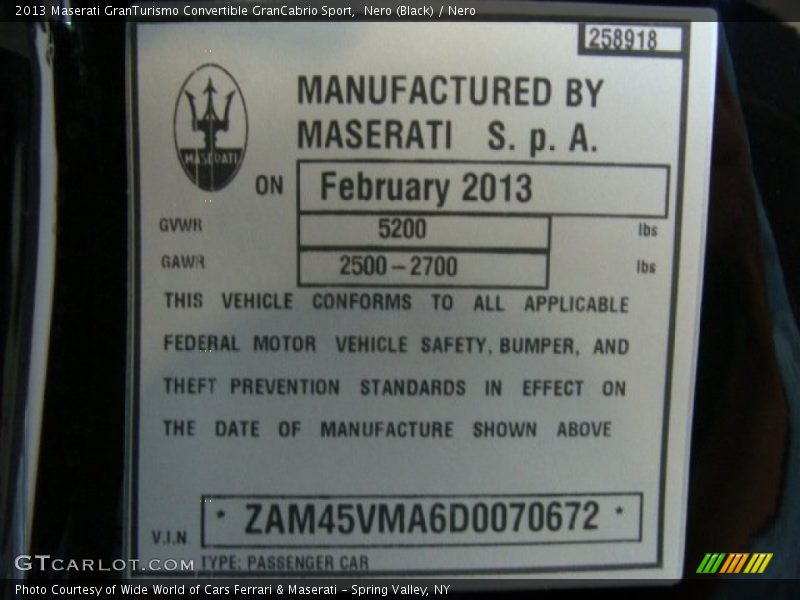 2013 Maserati GranTurismo Convertible GranCabrio Sport,  Nero (Black) / Nero
258918
MANUFACTURED BY
MASERATI S. p. A.
MASERATI
ON February 2013
GVWR 5200 lbs
GAWR 2500-2700 lbs
THIS VEHICLE CONFORMS TO ALL APPLICABLE
FEDERAL MOTOR VEHICLE SAFETY, BUMPER, AND
THEFT PREVENTION STANDARDS IN EFFECT ON
THE DATE OF MANUFACTURE SHOWN ABOVE
V.I.N. * ZAM45VMA6D0070672 *
TYPE: PASSENGER CAR
GTCARLOT.COM
Photo Courtesy of Wide World of Cars Ferrari & Maserati - Spring Valley, NY